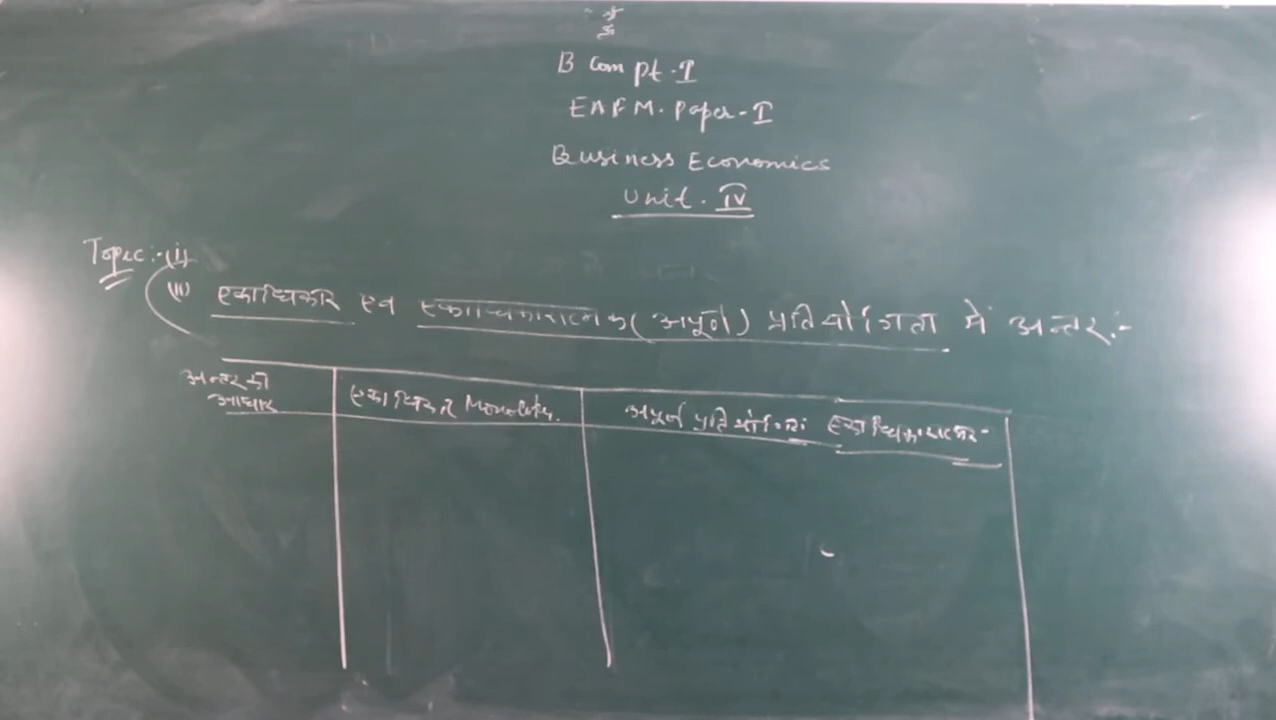 B Com Pt.-I
EAFM. Paper-I
Business Economics
Unit. IV
Topic:-(i)
(ii) एकाधिकार एवं एकाधिकारात्मक (अपूर्ण) प्रतियोगिता में अन्तर:-
अन्तर का एकाधिकार Monopoly. अपूर्ण प्रतियोगिता एकाधिकारात्मक-
आधार